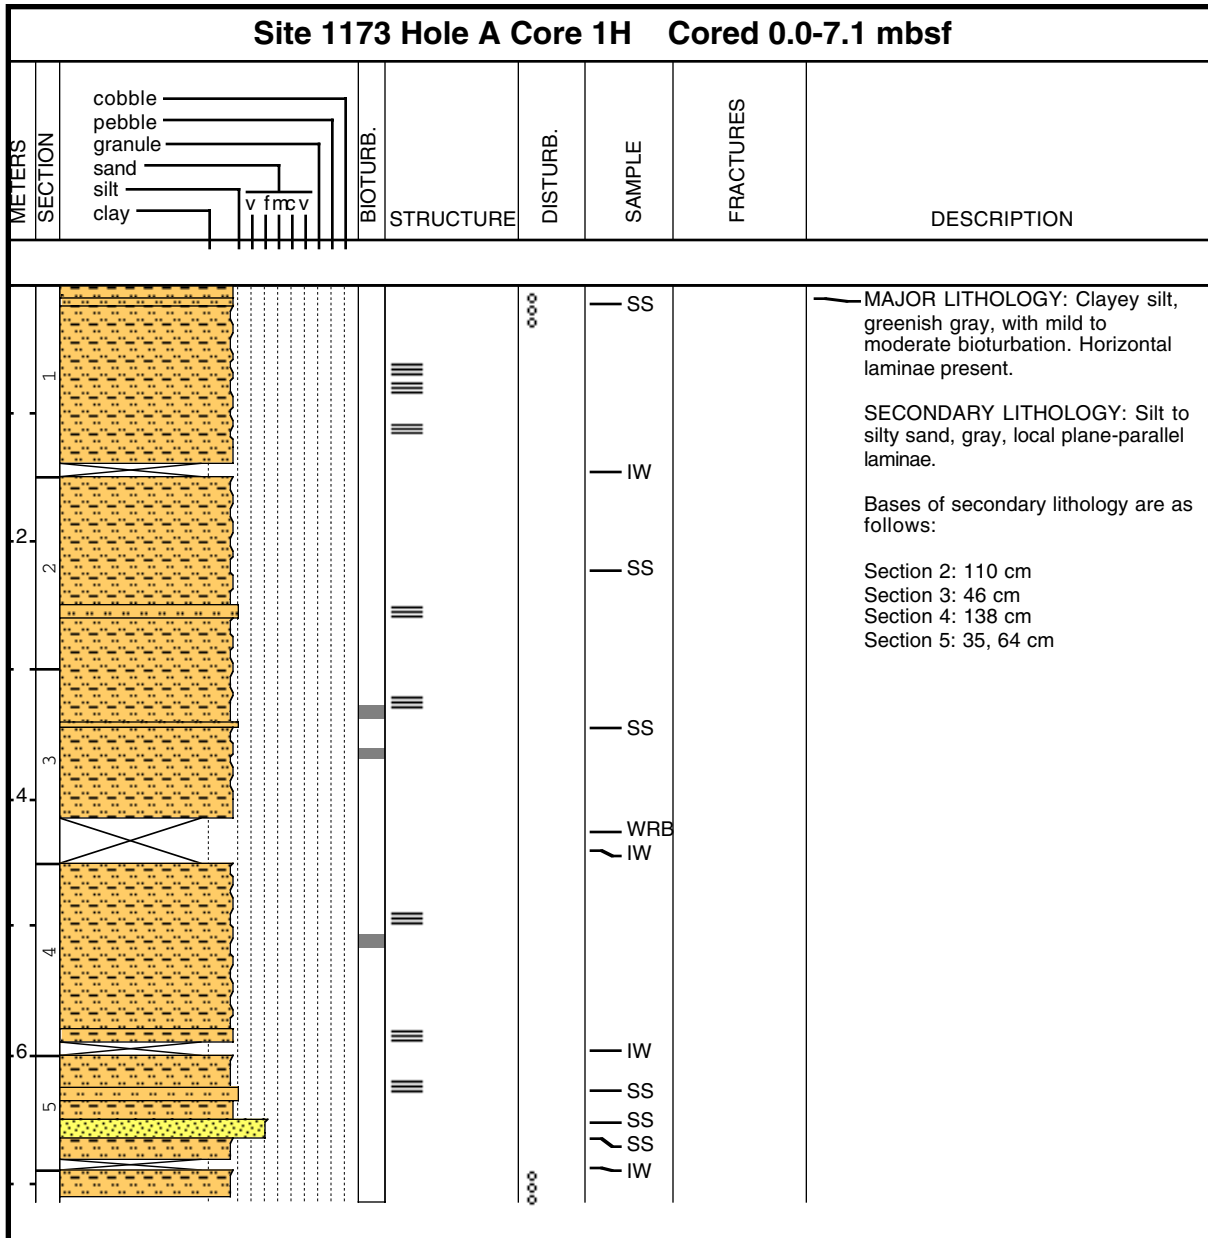 Site 1173 Hole A Core 1H Cored 0.0-7.1 mbsf
METERS
SECTION
cobble
pebble
granule
sand
silt
clay
v f m c v
BIOTURB.
STRUCTURE
DISTURB.
SAMPLE
FRACTURES
DESCRIPTION
1
2
2
3
4
4
6
5
SS
IW
SS
SS
WRB
IW
IW
SS
SS
SS
IW
MAJOR LITHOLOGY: Clayey silt,
greenish gray, with mild to
moderate bioturbation. Horizontal
laminae present.
SECONDARY LITHOLOGY: Silt to
silty sand, gray, local plane-parallel
laminae.
Bases of secondary lithology are as
follows:
Section 2: 110 cm
Section 3: 46 cm
Section 4: 138 cm
Section 5: 35, 64 cm